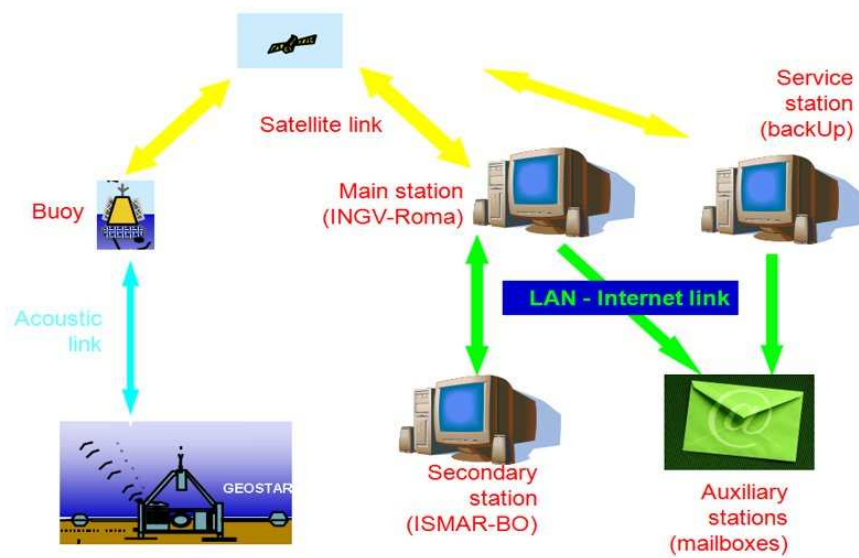 Service
station
(backUp)
Satellite link
Main station
(INGV-Roma)
Buoy
LAN - Internet link
Acoustic
link
GEOSTAR
@
Secondary
station
(ISMAR-BO)
Auxiliary
stations
(mailboxes)